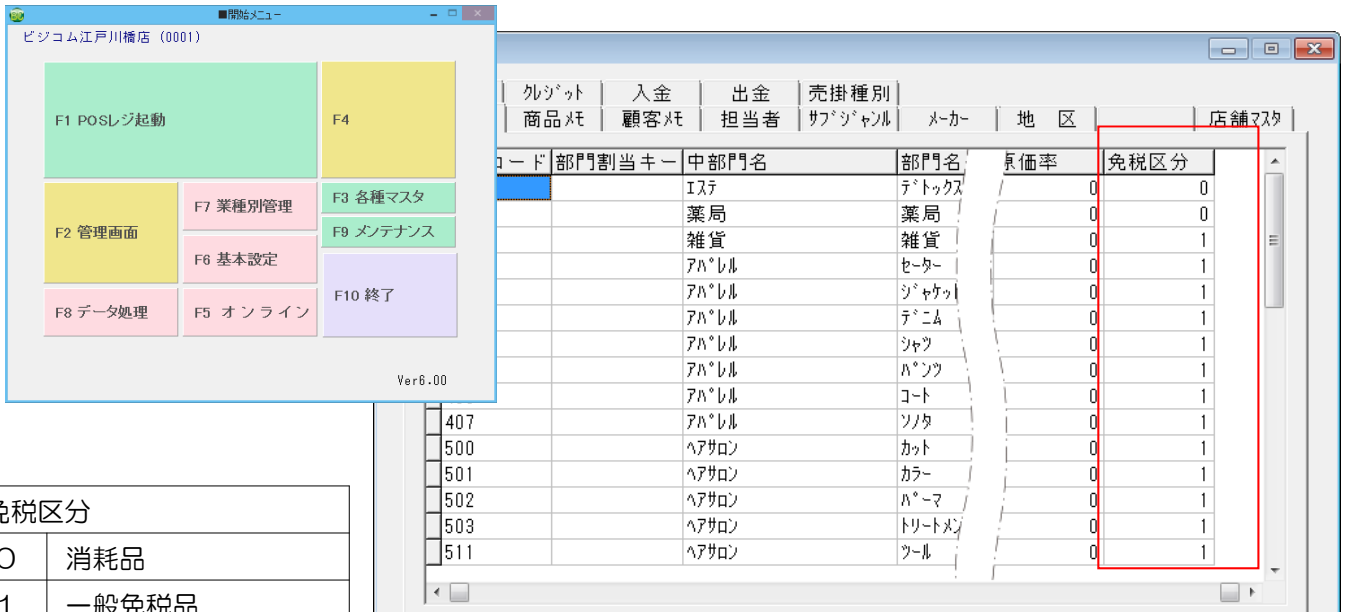 ■開始メニュー
ビジコム江戸川橋店 (0001)
F1 POSレジ起動
F4
F2 管理画面
F7 業種別管理
F3 各種マスタ
F9 メンテナンス
F6 基本設定
F10 終了
F8 データ処理
F5 オンライン
Ver6.00
ｸﾚｼﾞｯﾄ 入金 出金 売掛種別
商品ﾒﾓ 顧客ﾒﾓ 担当者 ｻﾌﾞｼﾞｬﾝﾙ ﾒｰｶｰ 地 区 店舗ﾏｽﾀ
コード 部門割当キー 中部門名 部門名 原価率 免税区分
ｴｽﾃ ﾃﾞﾄｯｸｽ 0 0
薬局 薬局 0 0
雑貨 雑貨 0 1
ｱﾊﾟﾚﾙ ｾｰﾀｰ 0 1
ｱﾊﾟﾚﾙ ｼﾞｬｹｯﾄ 0 1
ｱﾊﾟﾚﾙ ﾃﾞﾆﾑ 0 1
ｱﾊﾟﾚﾙ ｼｬﾂ 0 1
ｱﾊﾟﾚﾙ ﾊﾟﾝﾂ 0 1
ｱﾊﾟﾚﾙ ｺｰﾄ 0 1
407 ｱﾊﾟﾚﾙ ｿﾉﾀ 0 1
500 ﾍｱｻﾛﾝ ｶｯﾄ 0 1
501 ﾍｱｻﾛﾝ ｶﾗｰ 0 1
502 ﾍｱｻﾛﾝ ﾊﾟｰﾏ 0 1
503 ﾍｱｻﾛﾝ ﾄﾘｰﾄﾒﾝ 0 1
511 ﾍｱｻﾛﾝ ﾂｰﾙ 0 1
免税区分
0 消耗品
1 一般免税品